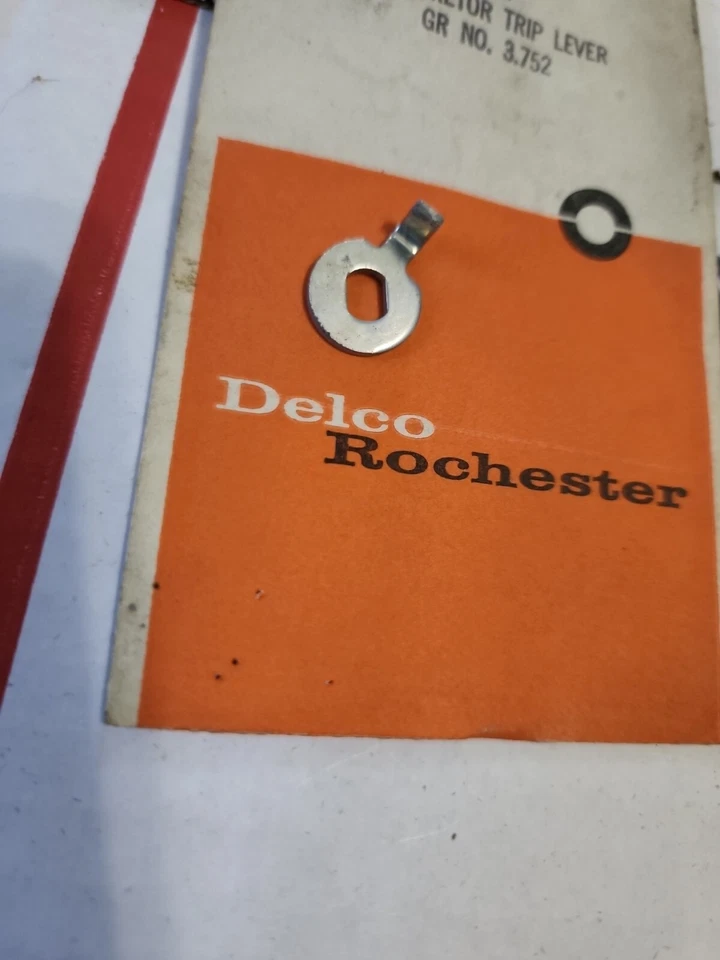 TRIP LEVER
GR NO. 3.752
Delco
Rochester